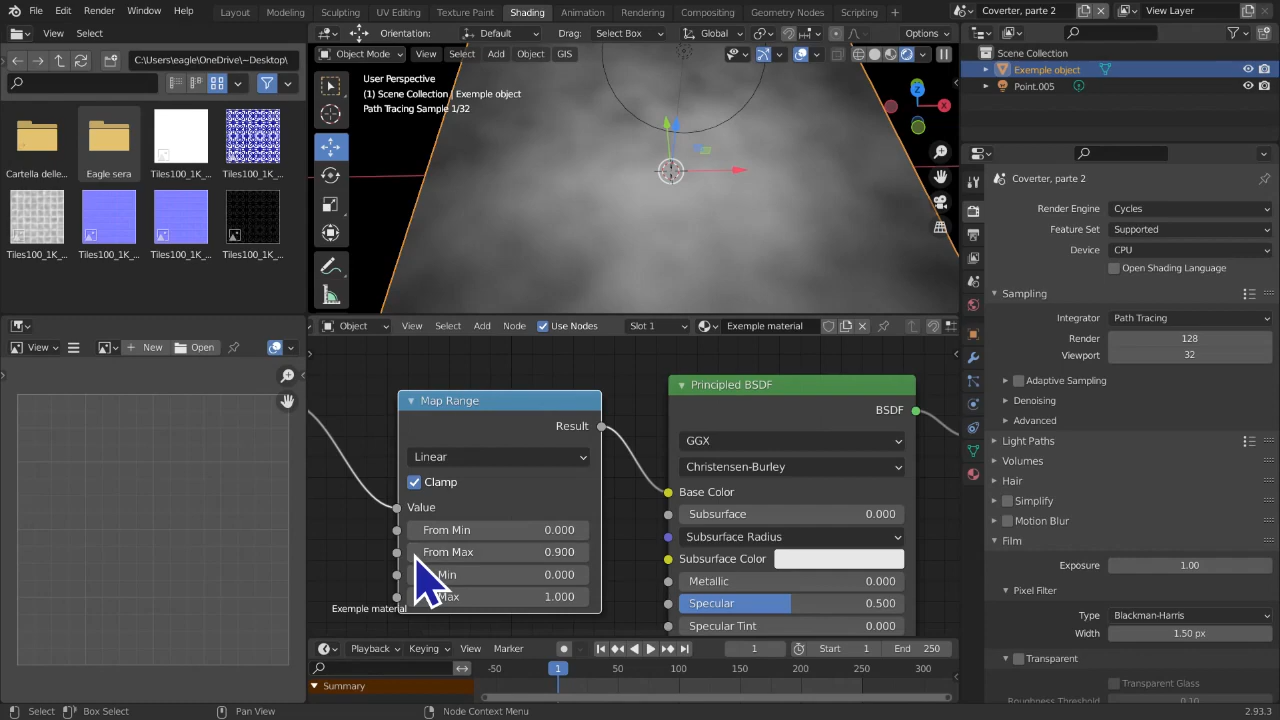 File Edit Render Window Help Layout Modeling Sculpting UV Editing Texture Paint Shading Animation Rendering Compositing Geometry Nodes Scripting Coverter, parte 2 View Layer
View Select
Orientation: Default Drag: Select Box Global Options
C:\Users\eagle\OneDrive\~Desktop\
Object Mode View Select Add Object GIS
User Perspective
(1) Scene Collection | Exemple object
Path Tracing Sample 1/32
Z
X
Cartella delle...
Eagle sera
Tiles100_1K_...
Tiles100_1K_...
Tiles100_1K_...
Tiles100_1K_...
Tiles100_1K_...
Tiles100_1K_...
Scene Collection
Exemple object
Point.005
Coverter, parte 2
Render Engine Cycles
Feature Set Supported
Device CPU
Open Shading Language
Sampling
Integrator Path Tracing
Render 128
Viewport 32
Adaptive Sampling
Denoising
Advanced
Light Paths
Volumes
Hair
Simplify
Motion Blur
Film
Exposure 1.00
Pixel Filter
Type Blackman-Harris
Width 1.50 px
Transparent
Transparent Glass
Roughness Threshold 0.10
Object View Select Add Node Use Nodes Slot 1 Exemple material
View New Open
Map Range
Result
Linear
Clamp
Value
From Min 0.000
From Max 0.900
Min 0.000
Max 1.000
Exemple material
Principled BSDF
BSDF
GGX
Christensen-Burley
Base Color
Subsurface 0.000
Subsurface Radius
Subsurface Color
Metallic 0.000
Specular 0.500
Specular Tint 0.000
Playback Keying View Marker 1 Start 1 End 250
-50 1 50 100 150 200 250 300
Summary
Select Box Select Pan View Node Context Menu 2.93.3